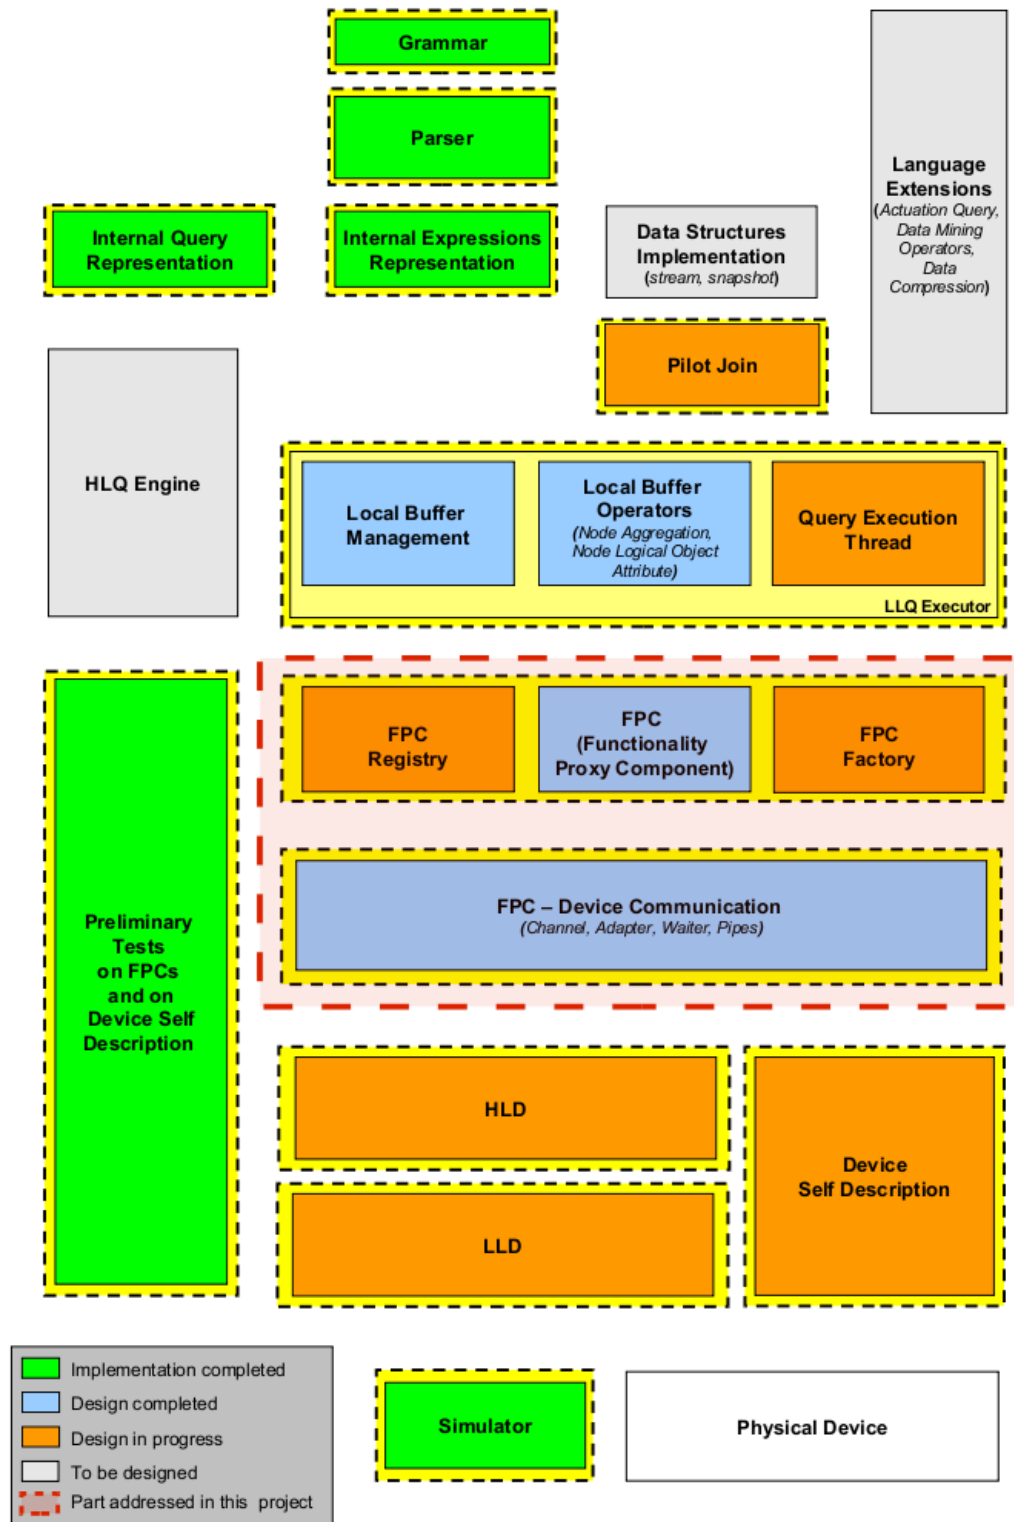 Grammar
Parser
Internal Query
Representation
Internal Expressions
Representation
Data Structures
Implementation
(stream, snapshot)
Language
Extensions
(Actuation Query,
Data Mining
Operators,
Data
Compression)
Pilot Join
HLQ Engine
Local Buffer
Management
Local Buffer
Operators
(Node Aggregation,
Node Logical Object
Attribute)
Query Execution
Thread
LLQ Executor
FPC
Registry
FPC
(Functionality
Proxy Component)
FPC
Factory
FPC – Device Communication
(Channel, Adapter, Waiter, Pipes)
Preliminary
Tests
on FPCs
and on
Device Self
Description
HLD
LLD
Device
Self Description
Implementation completed
Design completed
Design in progress
To be designed
Part addressed in this project
Simulator
Physical Device